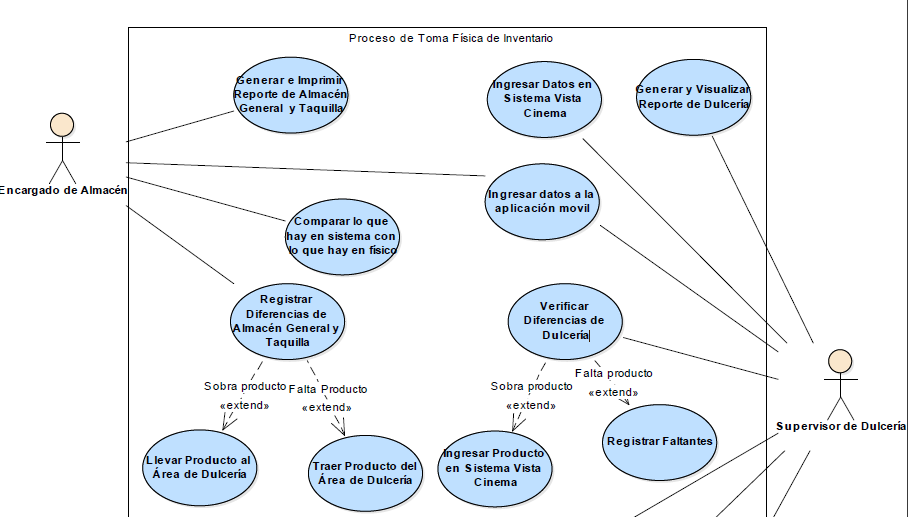 Proceso de Toma Física de Inventario
Generar e Imprimir
Reporte de Almacén
General y Taquilla
Ingresar Datos en
Sistema Vista
Cinema
Generar y Visualizar
Reporte de Dulcería
Encargado de Almacén
Ingresar datos a la
aplicación movil
Comparar lo que
hay en sistema con
lo que hay en físico
Registrar
Diferencias de
Almacén General y
Taquilla
Verificar
Diferencias de
Dulcería
Sobra producto
«extend»
Falta Producto
«extend»
Sobra producto
«extend»
Falta producto
«extend»
Supervisor de Dulcería
Llevar Producto al
Área de Dulcería
Traer Producto del
Área de Dulcería
Ingresar Producto
en Sistema Vista
Cinema
Registrar Faltantes